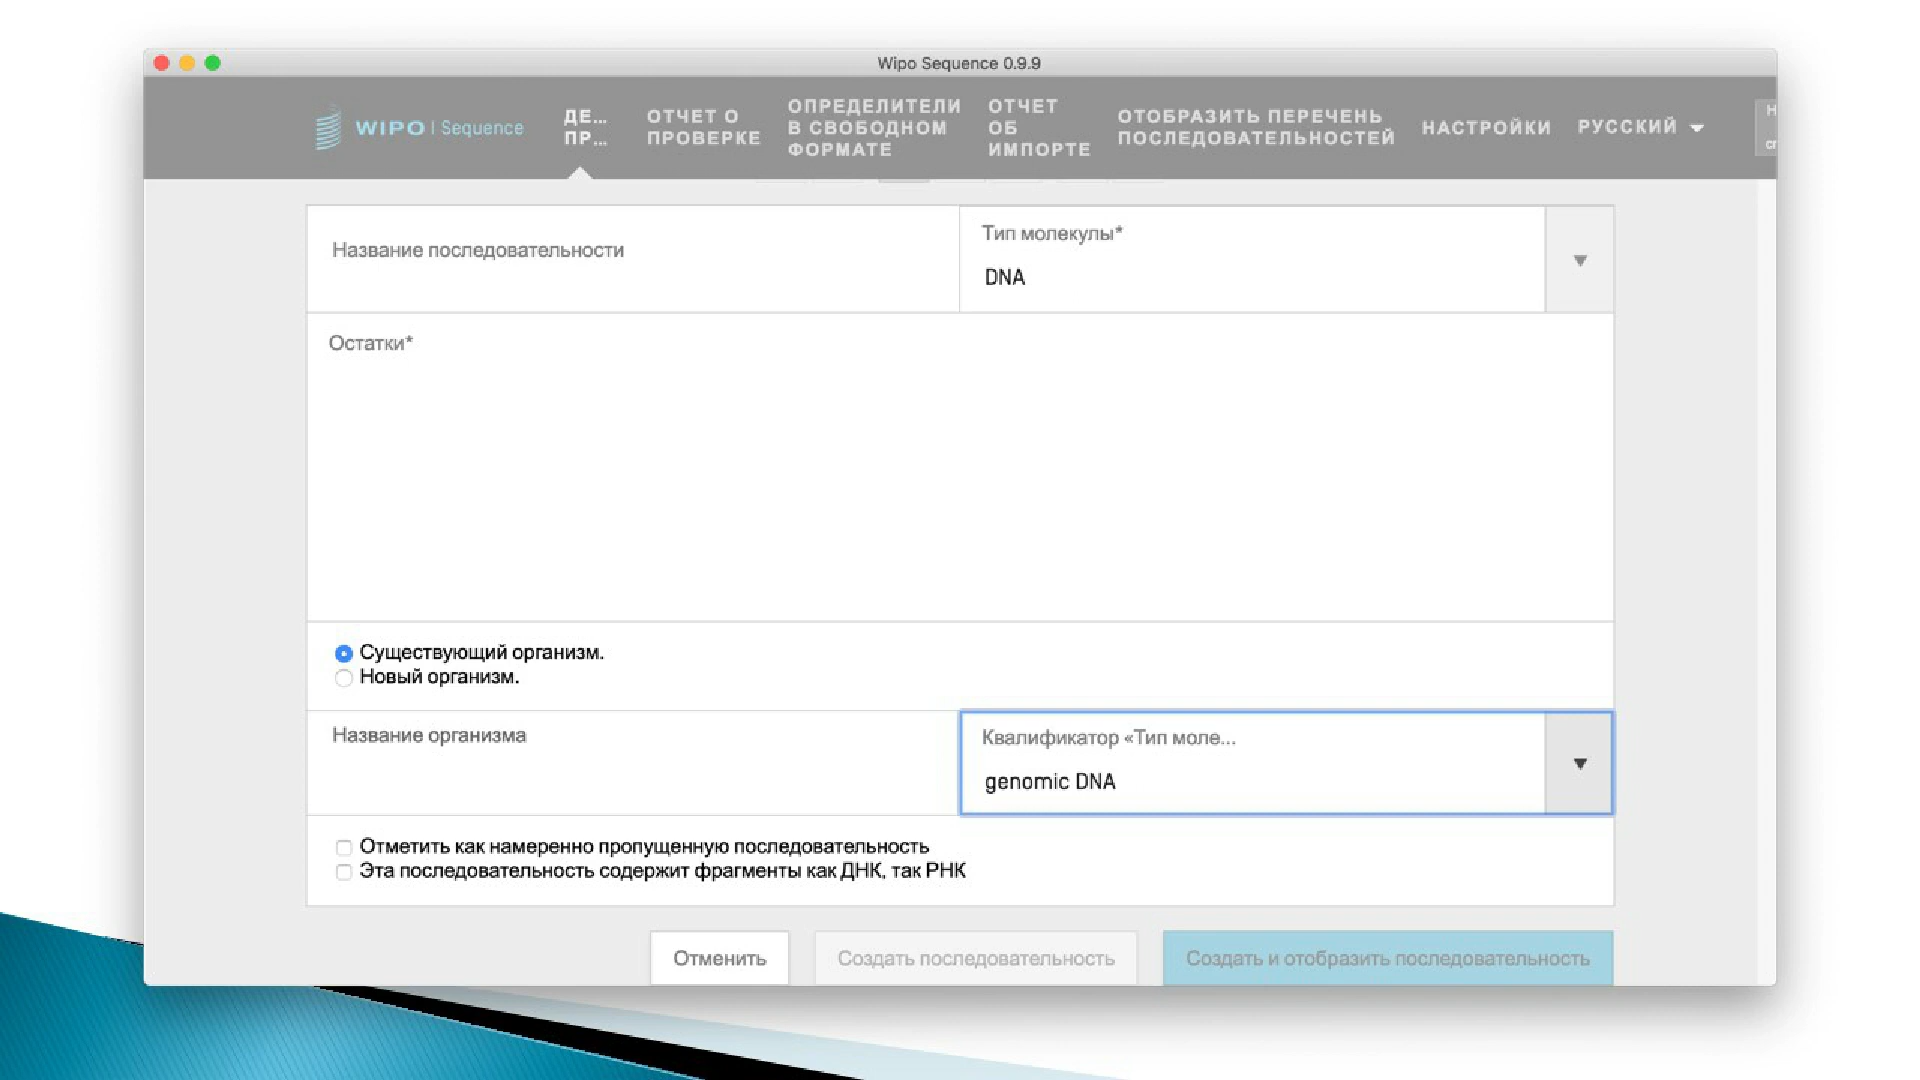 Wipo Sequence 0.9.9
WIPO | Sequence
ДЕ...
ПР...
ОТЧЕТ О
ПРОВЕРКЕ
ОПРЕДЕЛИТЕЛИ
В СВОБОДНОМ
ФОРМАТЕ
ОТЧЕТ
ОБ
ИМПОРТЕ
ОТОБРАЗИТЬ ПЕРЕЧЕНЬ
ПОСЛЕДОВАТЕЛЬНОСТЕЙ
НАСТРОЙКИ
РУССКИЙ
Название последовательности
Тип молекулы*
DNA
Остатки*
Существующий организм.
Новый организм.
Название организма
Квалификатор «Тип моле...
genomic DNA
Отметить как намеренно пропущенную последовательность
Эта последовательность содержит фрагменты как ДНК, так РНК
Отменить
Создать последовательность
Создать и отобразить последовательность